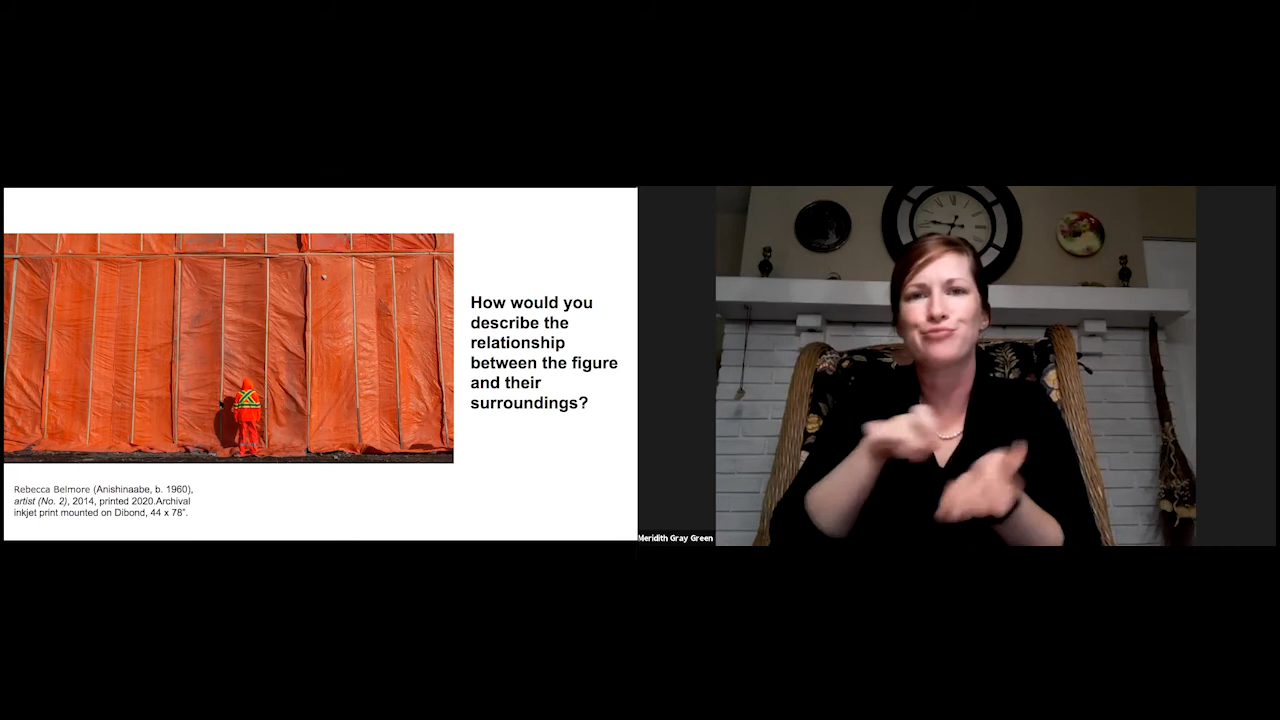 How would you
describe the
relationship
between the figure
and their
surroundings?
Rebecca Belmore (Anishinaabe, b. 1960),
artist (No. 2), 2014, printed 2020.Archival
inkjet print mounted on Dibond, 44 x 78”.
Meridith Gray Green